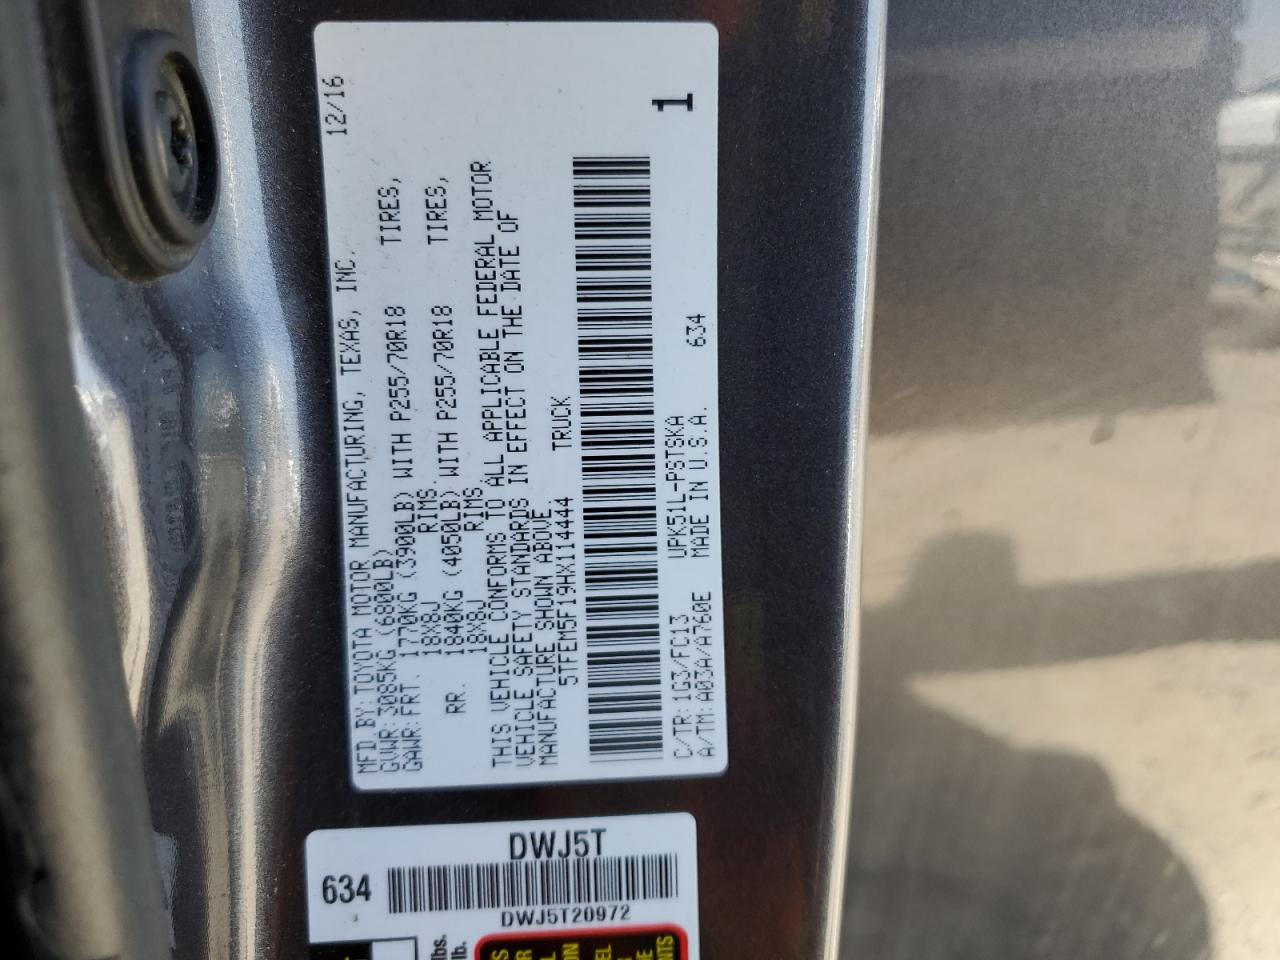 12/16
MFD.BY:TOYOTA MOTOR MANUFACTURING, TEXAS, INC.
GVWR:3085KG (6800LB)
GAWR:FRT. 1770KG (3900LB) WITH P255/70R18 TIRES,
18X8J RIMS
RR. 1840KG (4050LB) WITH P255/70R18 TIRES,
18X8J RIMS
THIS VEHICLE CONFORMS TO ALL APPLICABLE FEDERAL MOTOR
VEHICLE SAFETY STANDARDS IN EFFECT ON THE DATE OF
MANUFACTURE SHOWN ABOVE.
5TFEM5F19HX114444 TRUCK
1
C/TR:1G3/FC13 UPK51L-PSTSKA 634
A/TM:A03A/A760E MADE IN U.S.A.
DWJ5T
634
DWJ5T20972
lbs.
lb.